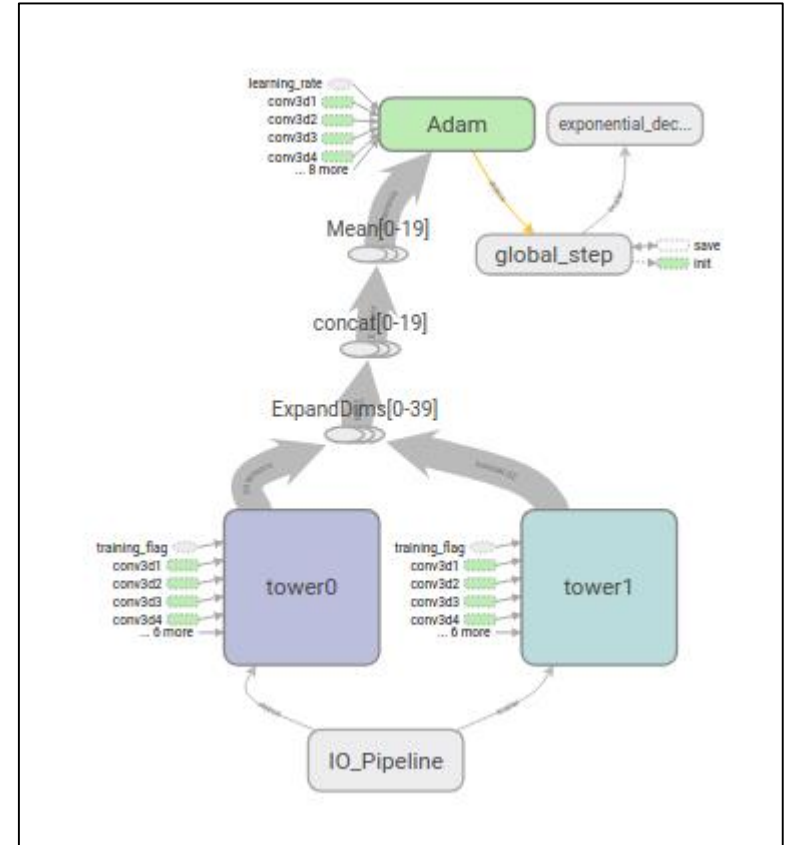 learning_rate
conv3d1
conv3d2
conv3d3
conv3d4
... 8 more
Adam
exponential_dec...
Mean[0-19]
global_step
save
init
concat[0-19]
ExpandDims[0-39]
training_flag
conv3d1
conv3d2
conv3d3
conv3d4
... 6 more
tower0
training_flag
conv3d1
conv3d2
conv3d3
conv3d4
... 6 more
tower1
IO_Pipeline